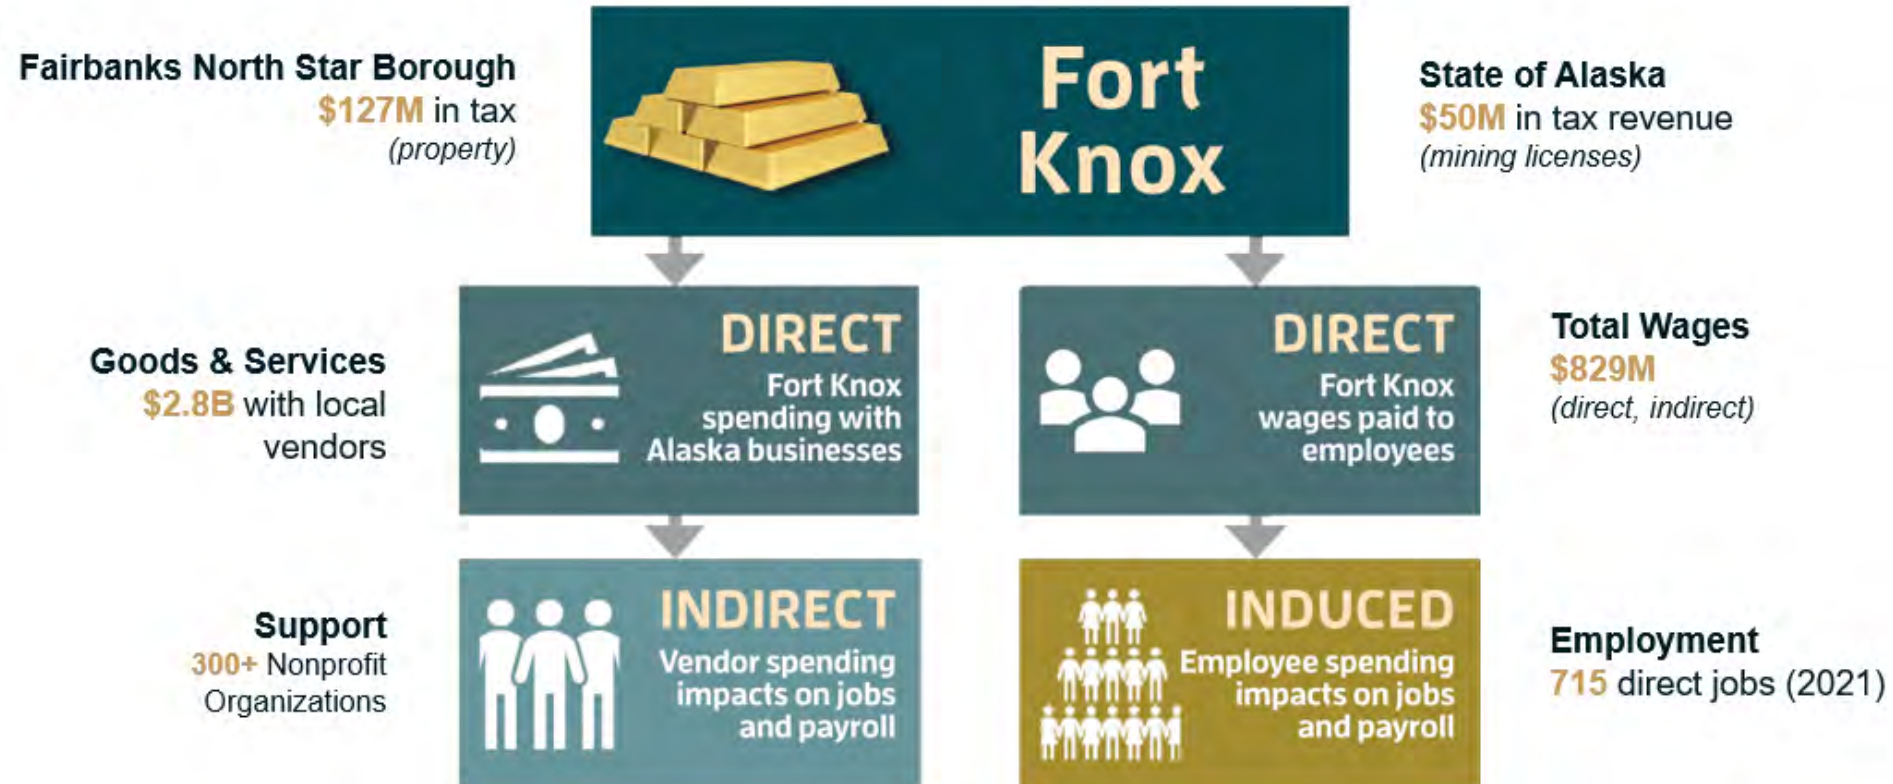 Fairbanks North Star Borough
$127M in tax
(property)
Fort
Knox
State of Alaska
$50M in tax revenue
(mining licenses)
Goods & Services
$2.8B with local
vendors
DIRECT
Fort Knox
spending with
Alaska businesses
DIRECT
Fort Knox
wages paid to
employees
Total Wages
$829M
(direct, indirect)
Support
300+ Nonprofit
Organizations
INDIRECT
Vendor spending
impacts on jobs
and payroll
INDUCED
Employee spending
impacts on jobs
and payroll
Employment
715 direct jobs (2021)